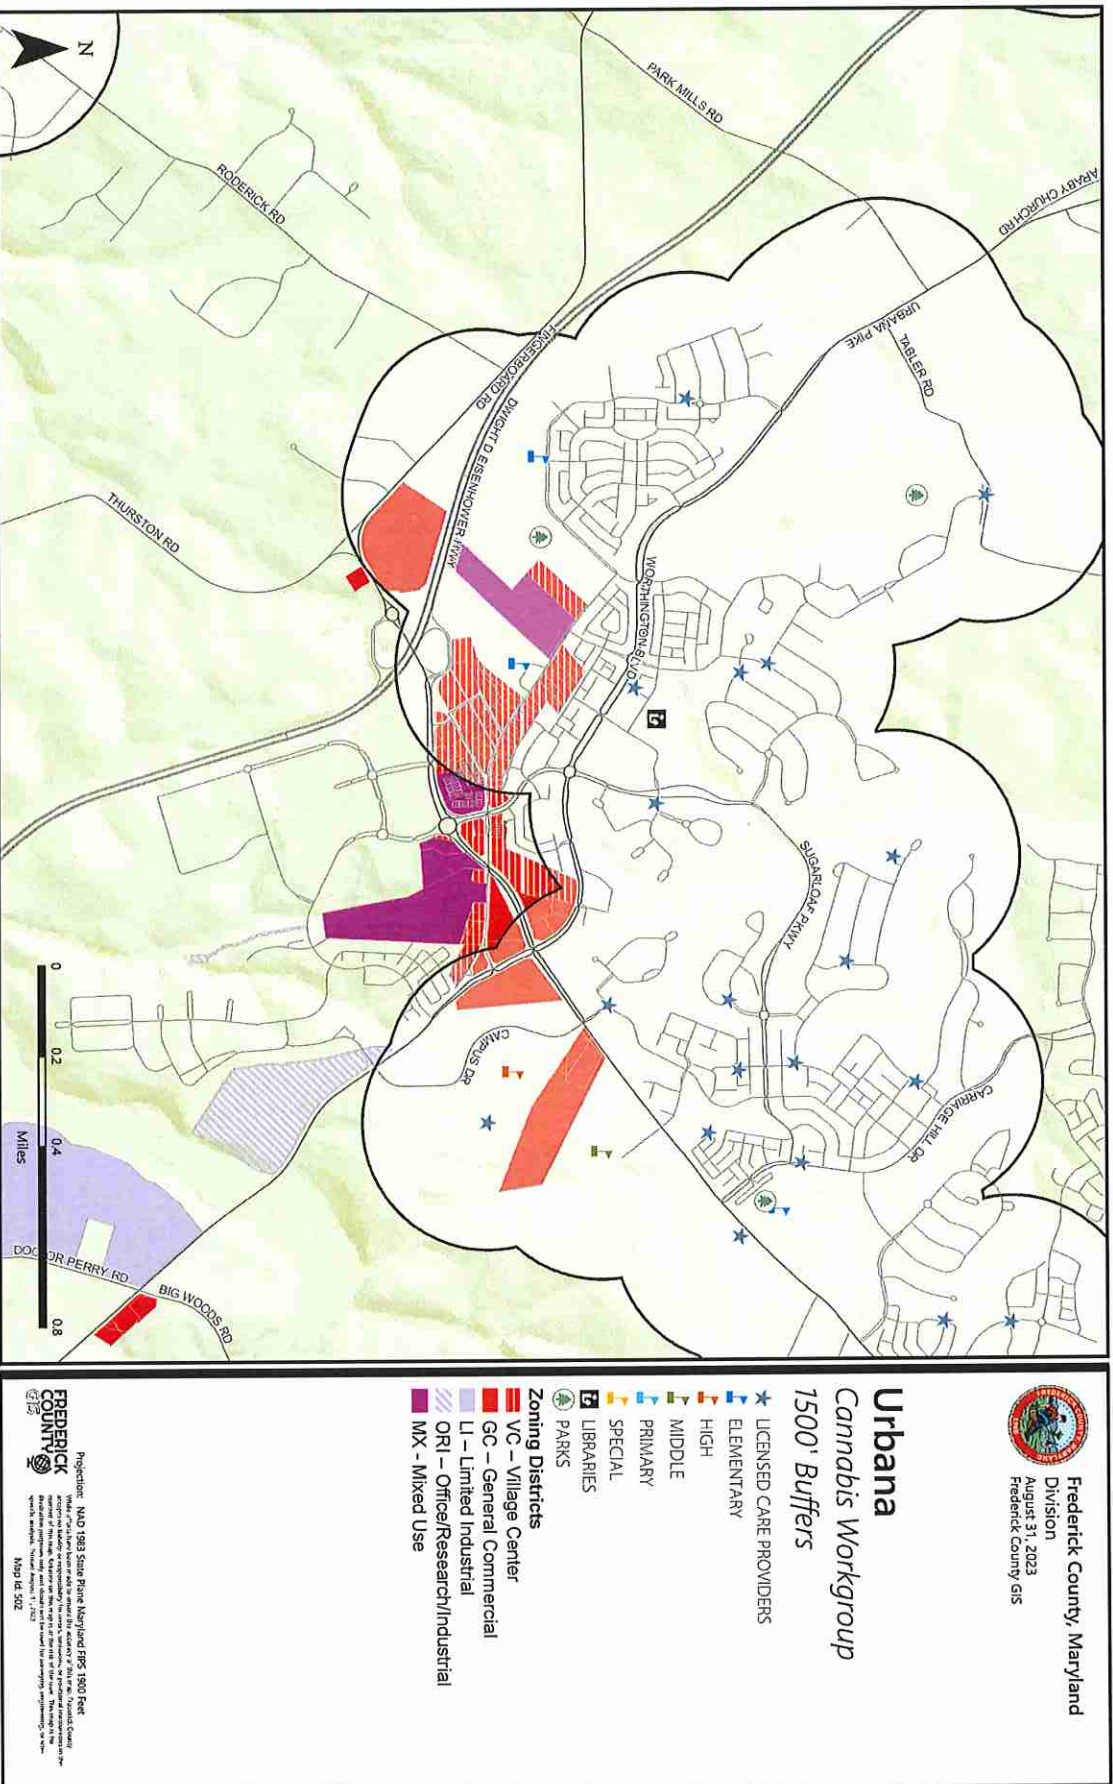 Frederick County, Maryland
Division
August 31, 2023
Frederick County GIS
Urbana
Cannabis Workgroup
1500' Buffers
LICENSED CARE PROVIDERS
ELEMENTARY
HIGH
MIDDLE
PRIMARY
SPECIAL
LIBRARIES
PARKS
Zoning Districts
VC – Village Center
GC – General Commercial
LI – Limited Industrial
ORI – Office/Research/Industrial
MX - Mixed Use
FREDERICK
COUNTY
GIS
Projection: NAD 1983 State Plane Maryland FIPS 1900 Feet
Map Id: 502
N
PARK MILLS RD
ARABY CHURCH RD
RODERICK RD
URBANA PIKE
TABLER RD
FINGERBOARD RD
DWIGHT D EISENHOWER HWY
THURSTON RD
WORTHINGTON BLVD
SUGARLOAF PKWY
CAMPUS DR
CARRIAGE HILL DR
DOCTOR PERRY RD
BIG WOODS RD
0 0.2 0.4 0.8
Miles